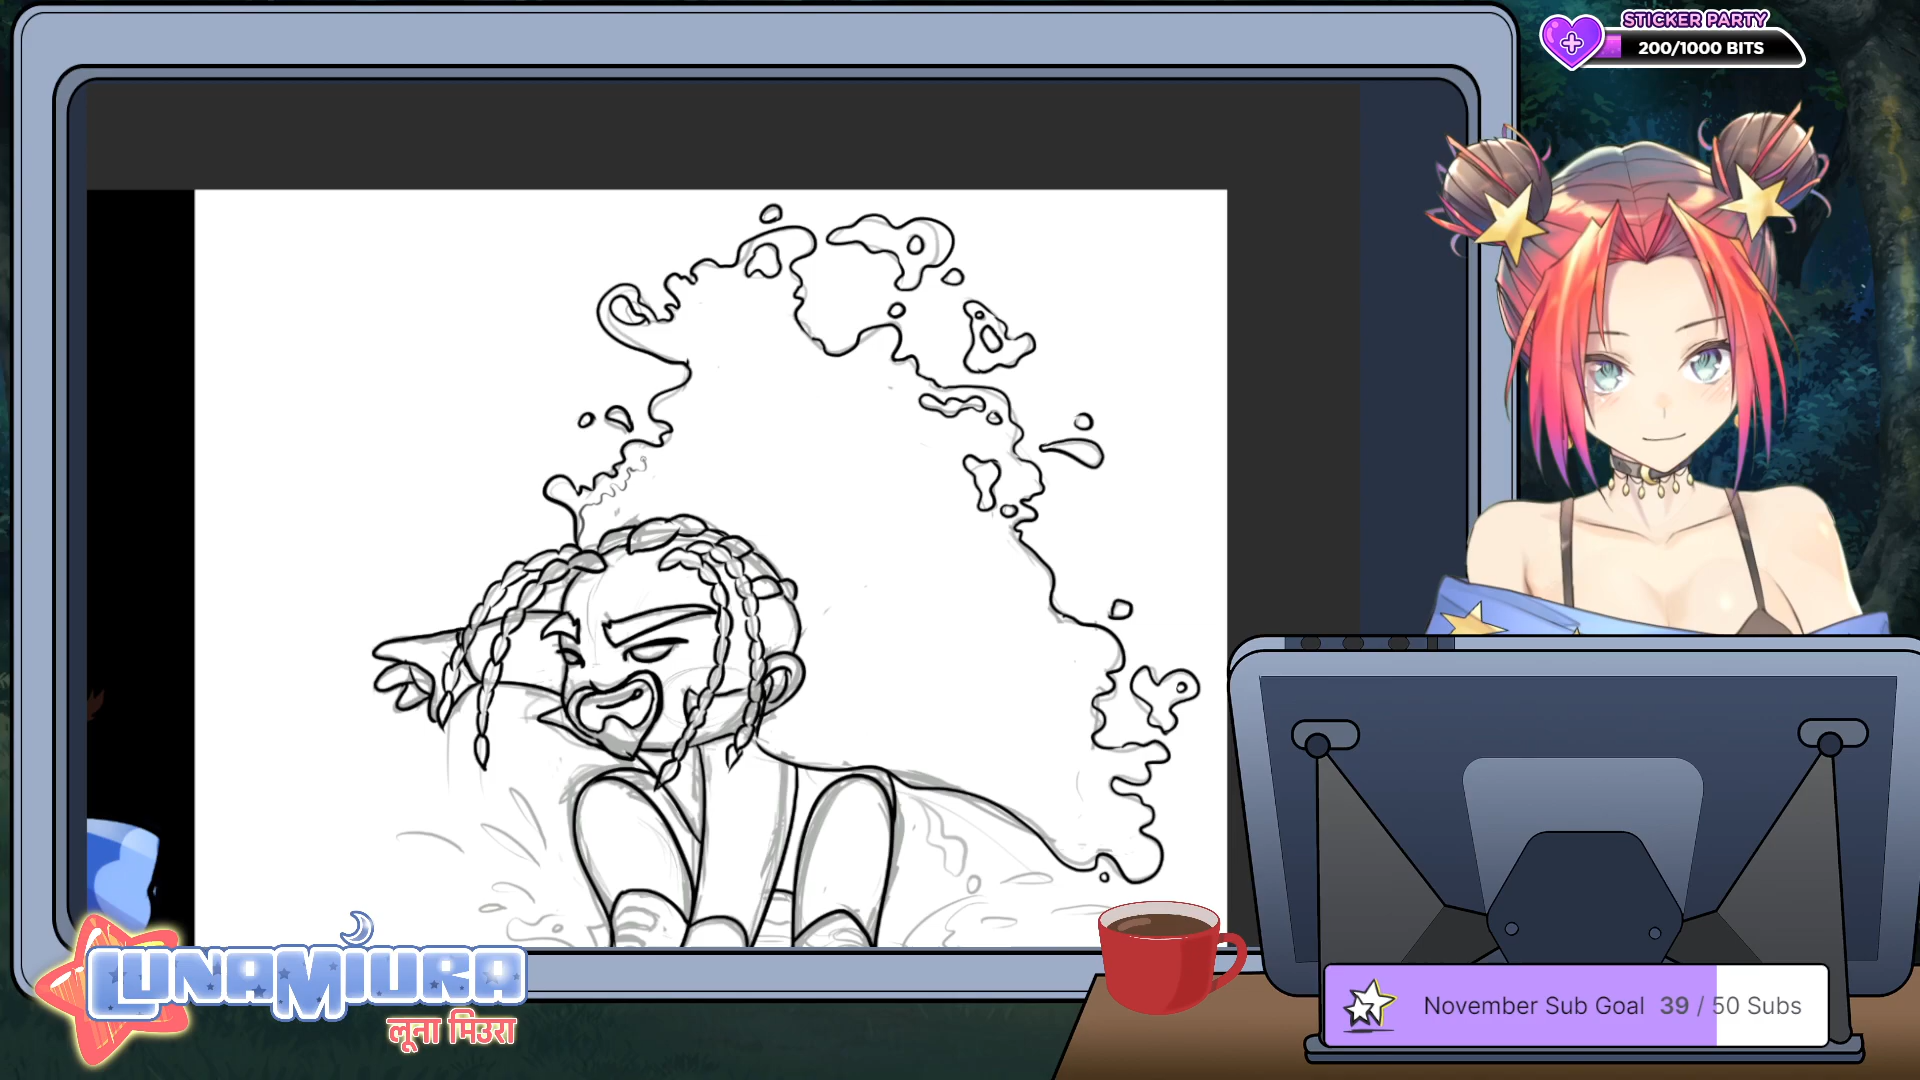 STICKER PARTY
200/1000 BITS
LUNAMIURA
लूना मिउरा
November Sub Goal 39 / 50 Subs